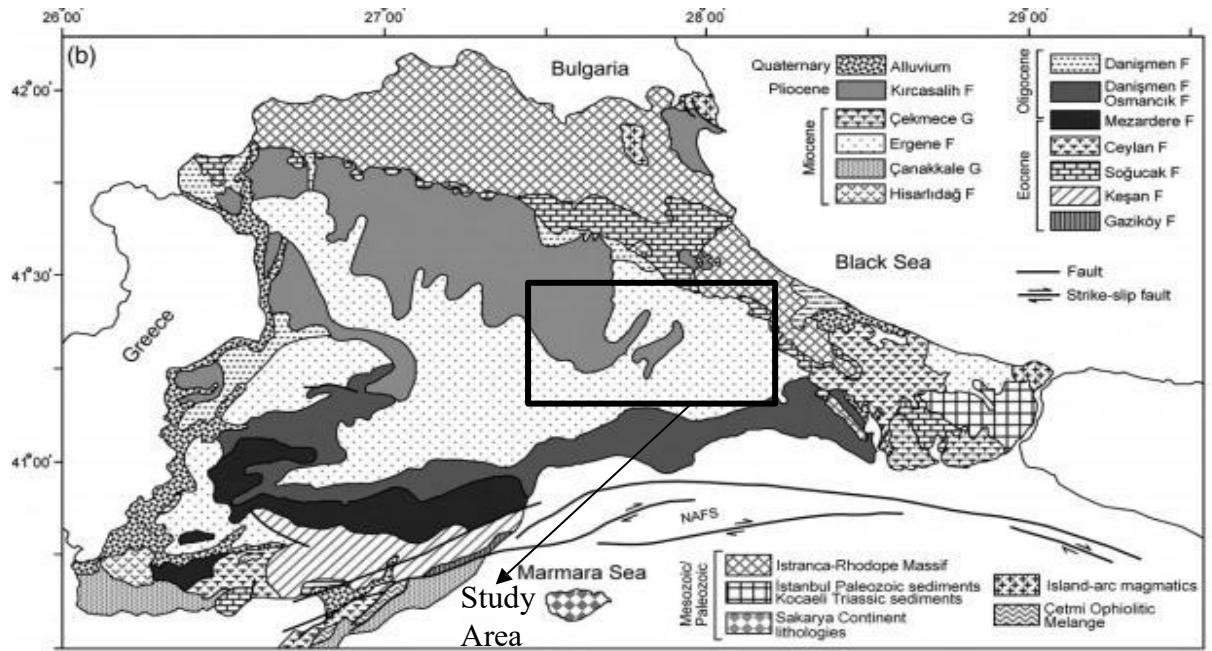 26°00' 27°00' 28°00' 29°00'
(b)
42°00'
41°30'
41°00'
Bulgaria
Greece
Black Sea
Marmara Sea
NAFS
Study
Area
Quaternary Alluvium
Pliocene Kırcasalih F
Miocene
Çekmece G
Ergene F
Çanakkale G
Hisarlıdağ F
Oligocene
Danişmen F
Danişmen F
Osmancık F
Eocene
Mezardere F
Ceylan F
Soğucak F
Keşan F
Gaziköy F
Fault
Strike-slip fault
Mesozoic/
Paleozoic
Istranca-Rhodope Massif
İstanbul Paleozoic sediments
Kocaeli Triassic sediments
Sakarya Continent
lithologies
Island-arc magmatics
Çetmi Ophiolitic
Melange